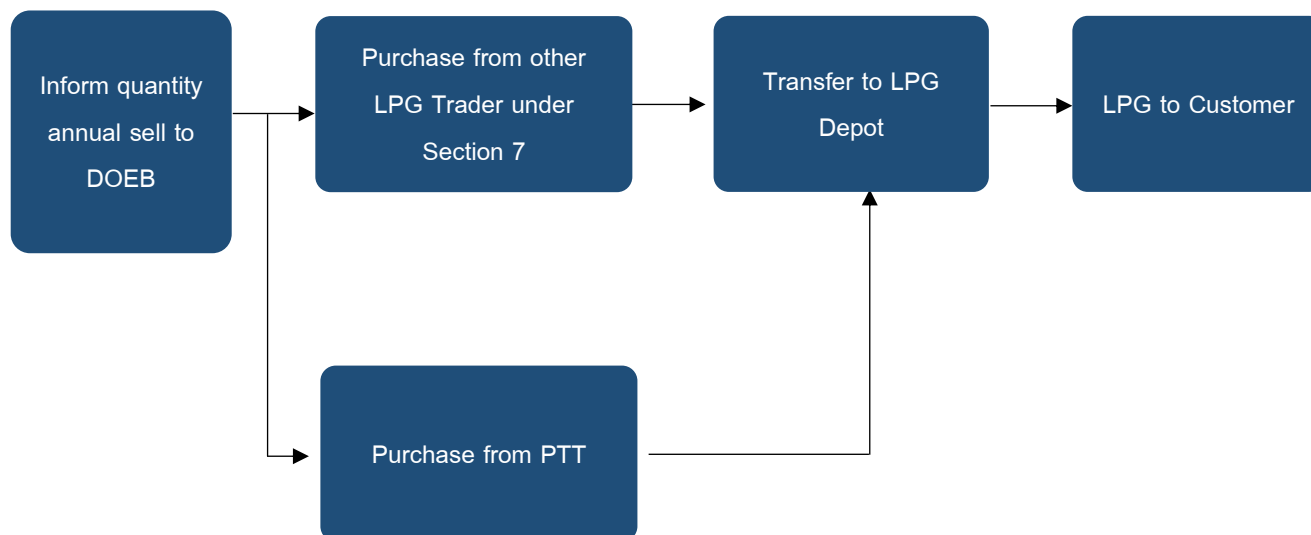 Inform quantity
annual sell to
DOEB
Purchase from other
LPG Trader under
Section 7
Transfer to LPG
Depot
LPG to Customer
Purchase from PTT